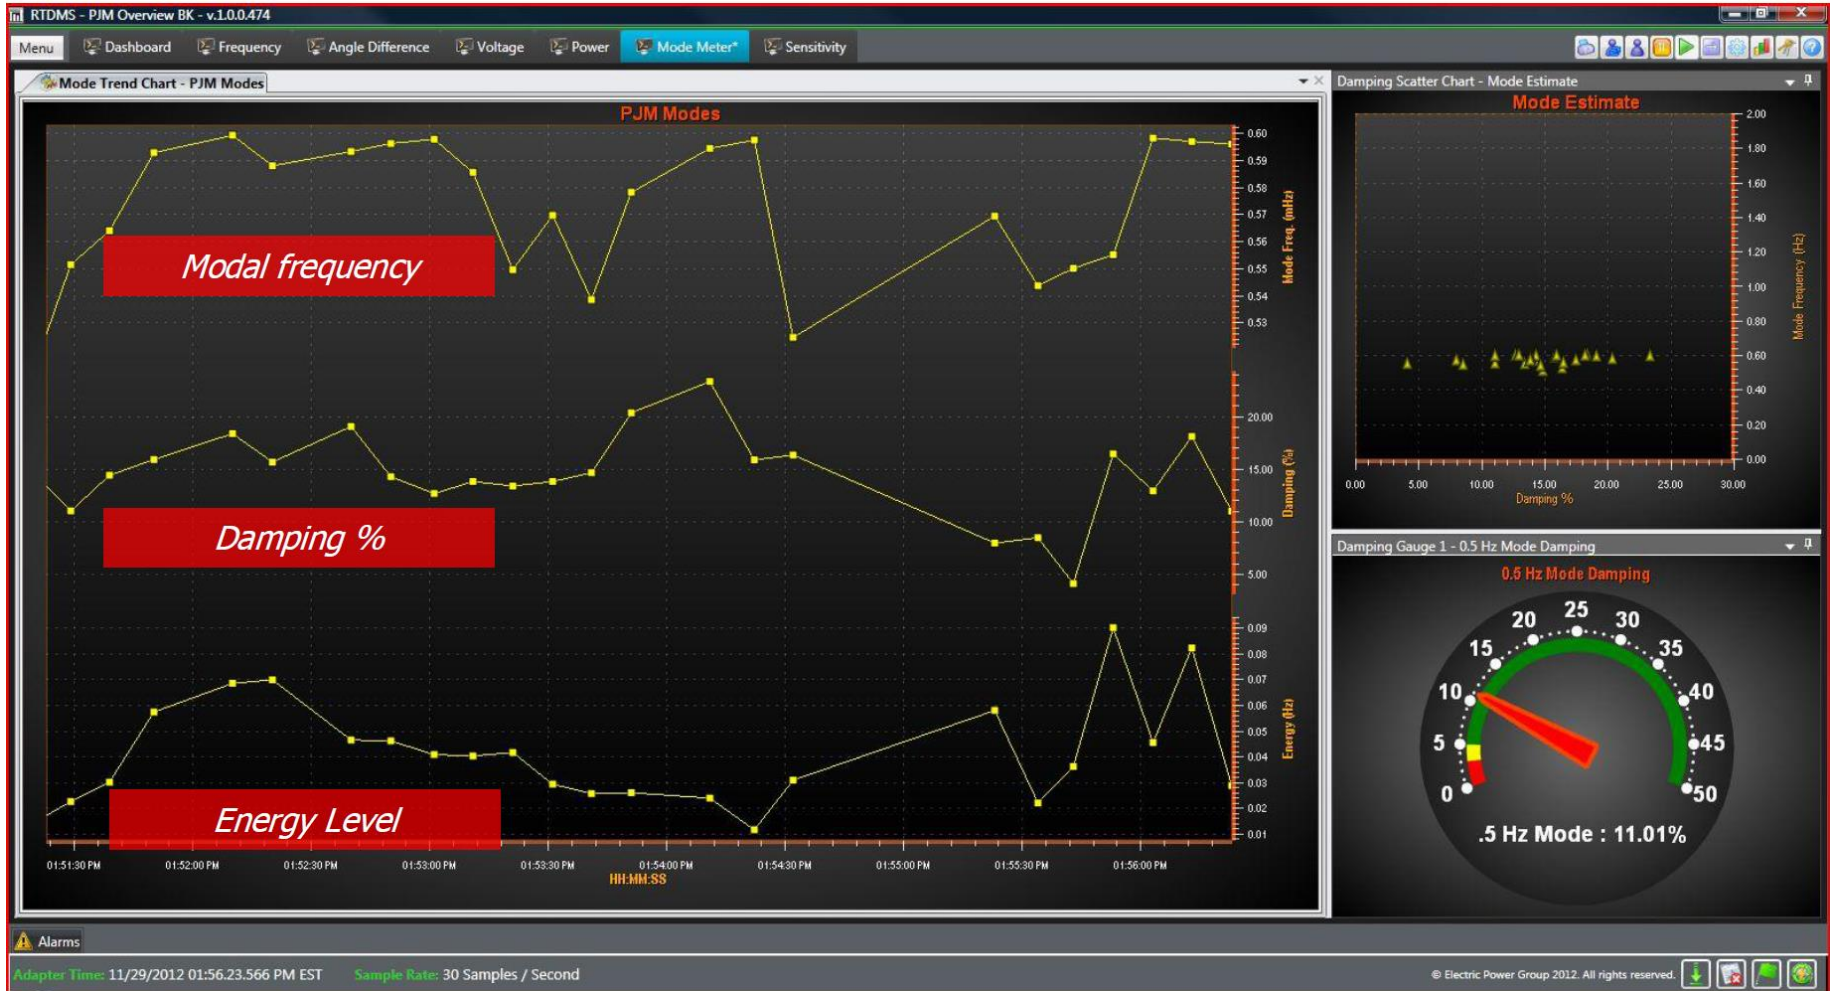 RTDMS - PJM Overview BK - v.1.0.0.474
Menu Dashboard Frequency Angle Difference Voltage Power Mode Meter* Sensitivity
Mode Trend Chart - PJM Modes
PJM Modes
0.60
0.59
0.58
0.57
0.56
0.55
0.54
0.53
Mode Freq. (mHz)
Modal frequency
20.00
15.00
10.00
5.00
Damping (%)
Damping %
0.09
0.08
0.07
0.06
0.05
0.04
0.03
0.02
0.01
Energy (Hz)
Energy Level
01:51:30 PM 01:52:00 PM 01:52:30 PM 01:53:00 PM 01:53:30 PM 01:54:00 PM 01:54:30 PM 01:55:00 PM 01:55:30 PM 01:56:00 PM
HH:MM:SS
Damping Scatter Chart - Mode Estimate
Mode Estimate
2.00
1.80
1.60
1.40
1.20
1.00
0.80
0.60
0.40
0.20
0.00
Mode Frequency (Hz)
0.00 5.00 10.00 15.00 20.00 25.00 30.00
Damping %
Damping Gauge 1 - 0.5 Hz Mode Damping
0.5 Hz Mode Damping
0 5 10 15 20 25 30 35 40 45 50
.5 Hz Mode : 11.01%
Alarms
Adapter Time: 11/29/2012 01:56.23.566 PM EST Sample Rate: 30 Samples / Second
© Electric Power Group 2012. All rights reserved.